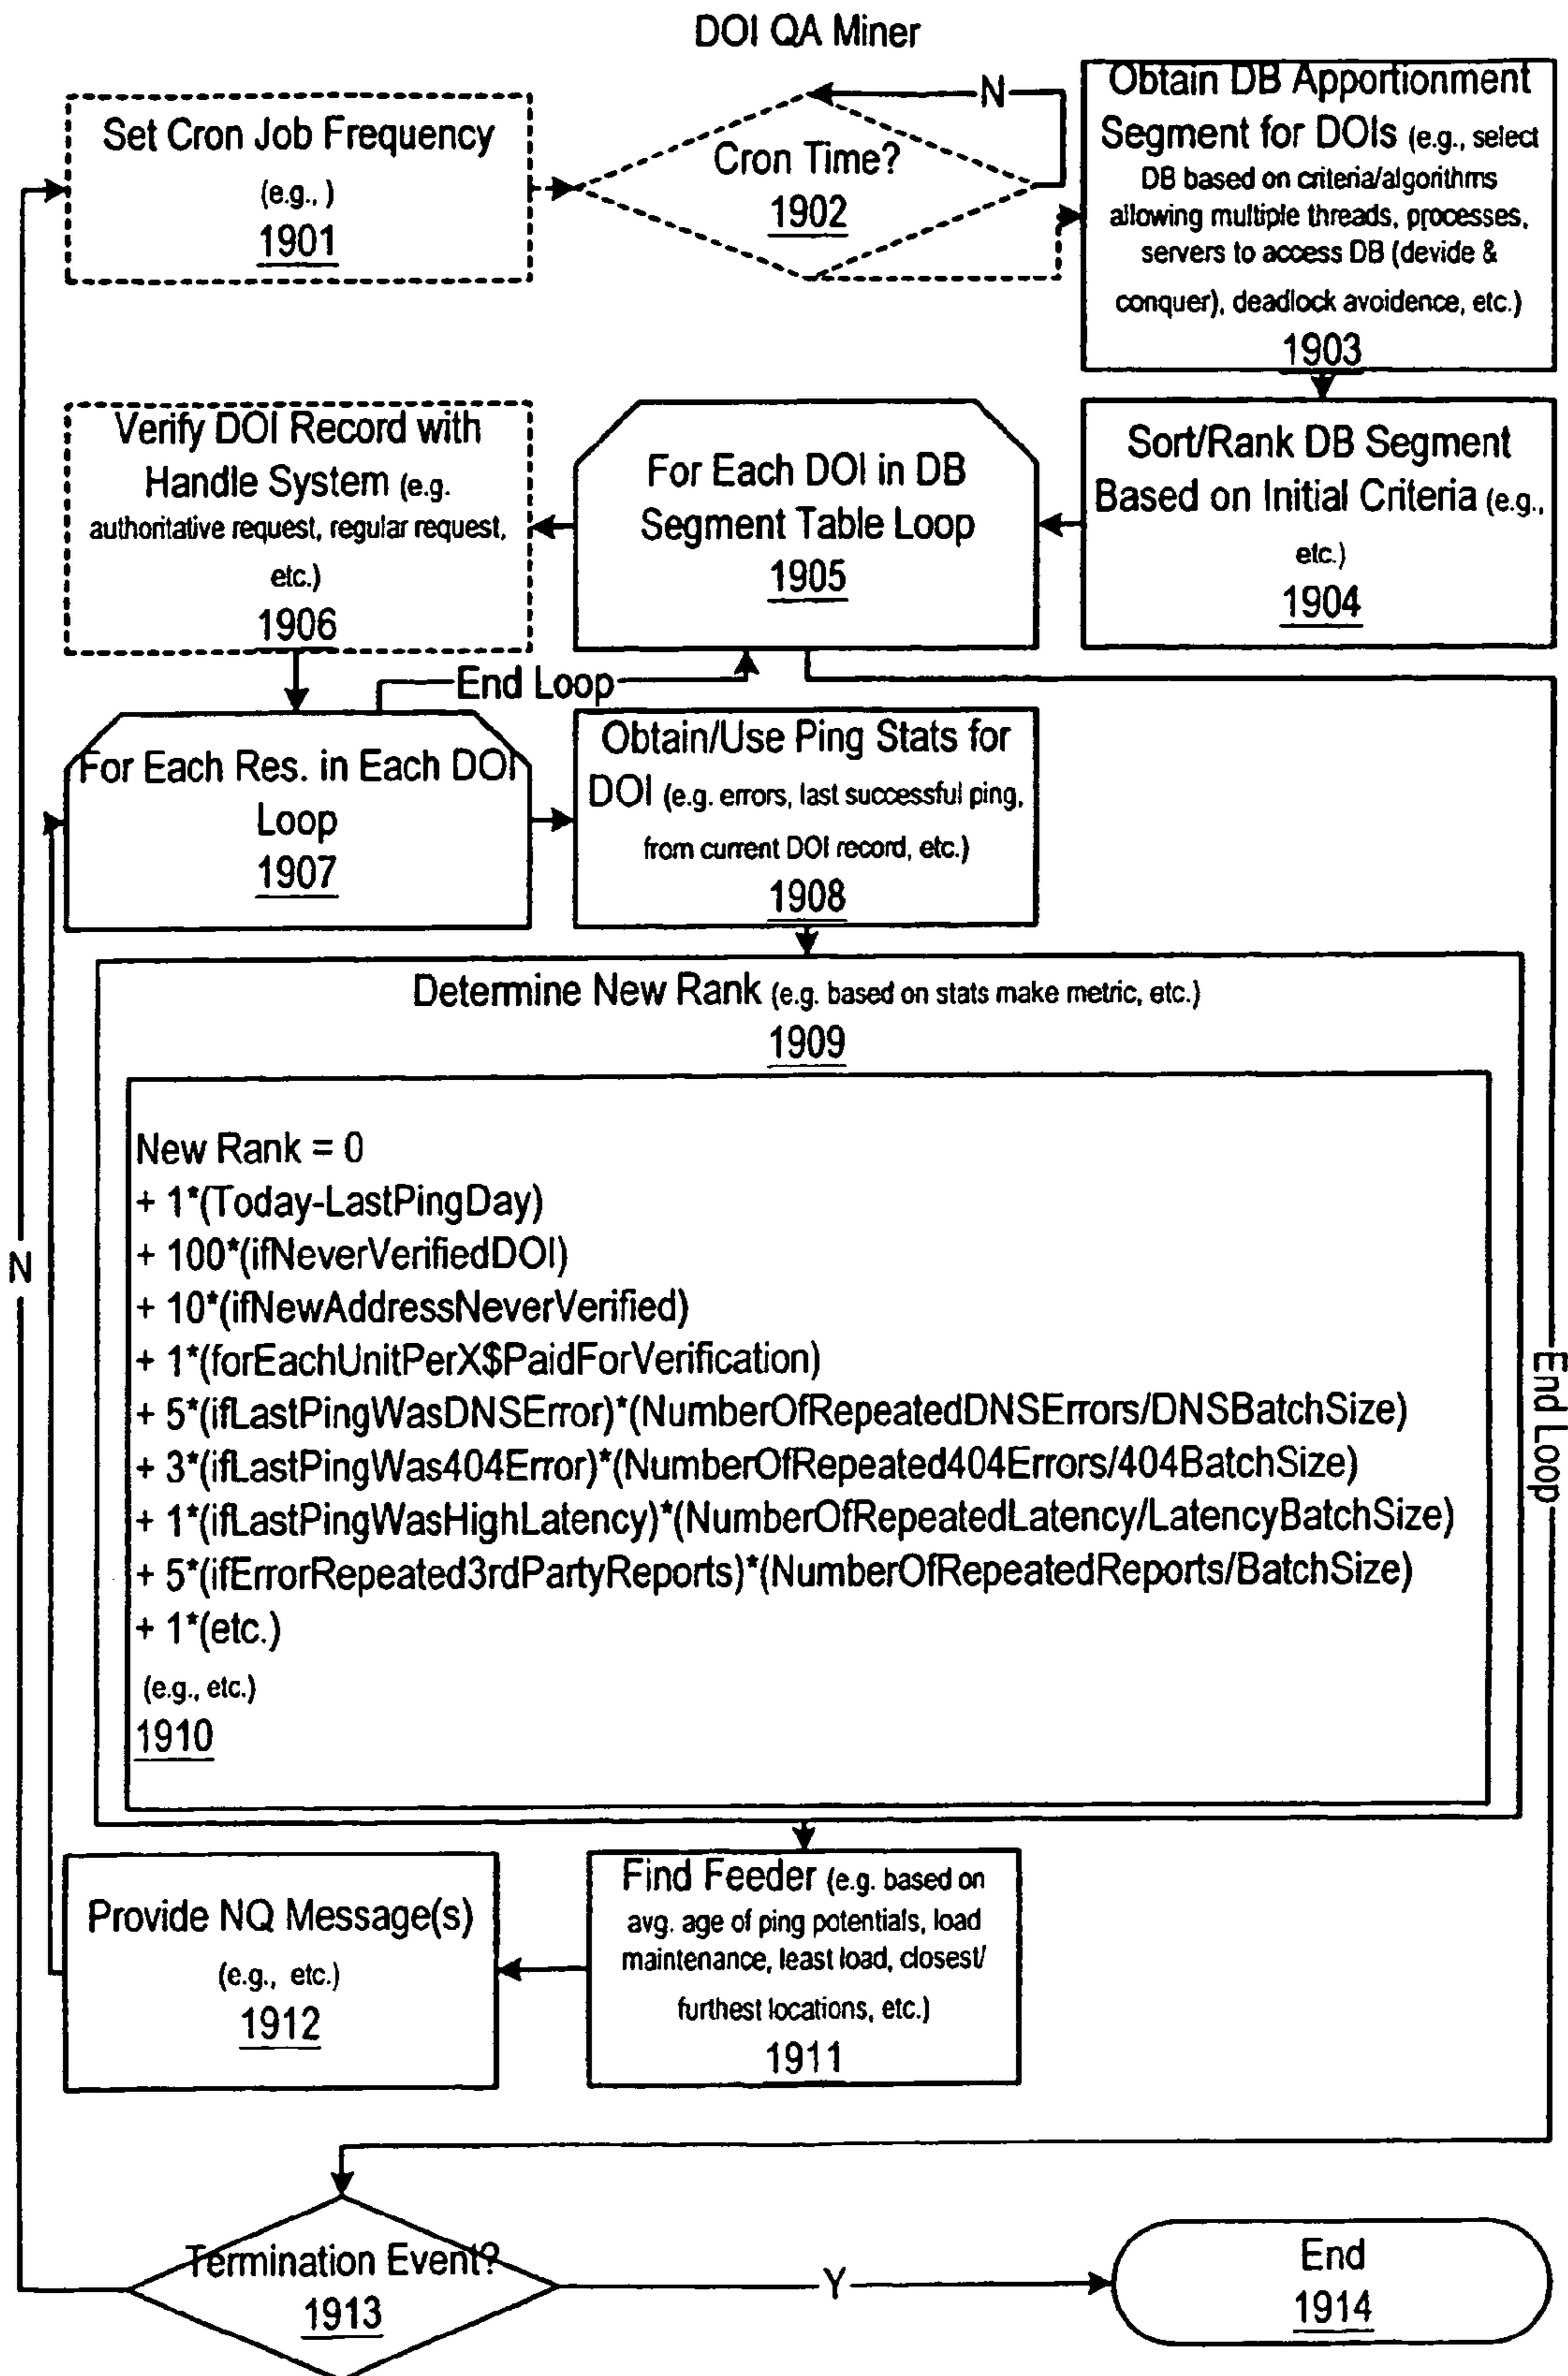 DOI QA Miner
Set Cron Job Frequency
(e.g., )
1901
Cron Time?
1902
N
Obtain DB Apportionment
Segment for DOIs (e.g., select
DB based on criteria/algorithms
allowing multiple threads, processes,
servers to access DB (devide &
conquer), deadlock avoidence, etc.)
1903
Sort/Rank DB Segment
Based on Initial Criteria (e.g.,
etc.)
1904
For Each DOI in DB
Segment Table Loop
1905
Verify DOI Record with
Handle System (e.g.
authoritative request, regular request,
etc.)
1906
End Loop
For Each Res. in Each DOI
Loop
1907
Obtain/Use Ping Stats for
DOI (e.g. errors, last successful ping,
from current DOI record, etc.)
1908
Determine New Rank (e.g. based on stats make metric, etc.)
1909
New Rank = 0
+ 1*(Today-LastPingDay)
+ 100*(ifNeverVerifiedDOI)
+ 10*(ifNewAddressNeverVerified)
+ 1*(forEachUnitPerX$PaidForVerification)
+ 5*(ifLastPingWasDNSError)*(NumberOfRepeatedDNSErrors/DNSBatchSize)
+ 3*(ifLastPingWas404Error)*(NumberOfRepeated404Errors/404BatchSize)
+ 1*(ifLastPingWasHighLatency)*(NumberOfRepeatedLatency/LatencyBatchSize)
+ 5*(ifErrorRepeated3rdPartyReports)*(NumberOfRepeatedReports/BatchSize)
+ 1*(etc.)
(e.g., etc.)
1910
N
End Loop
Find Feeder (e.g. based on
avg. age of ping potentials, load
maintenance, least load, closest/
furthest locations, etc.)
1911
Provide NQ Message(s)
(e.g., etc.)
1912
Termination Event?
1913
Y
End
1914